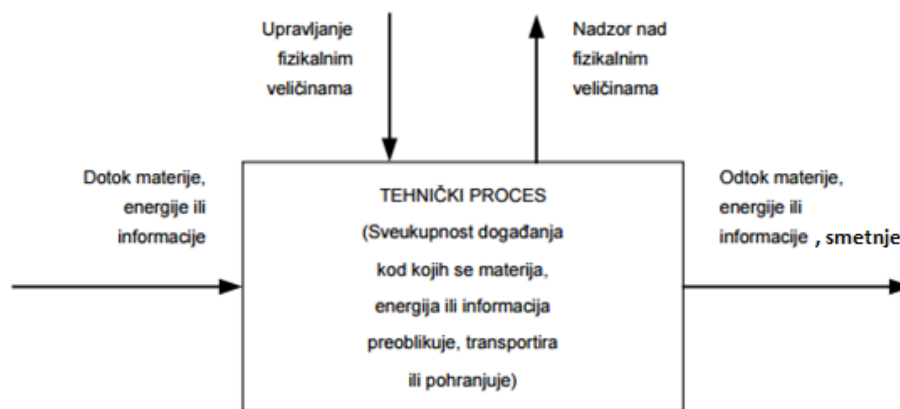 Upravljanje
fizikalnim
veličinama
Nadzor nad
fizikalnim
veličinama
Dotok materije,
energije ili
informacije
TEHNIČKI PROCES
(Sveukupnost događanja
kod kojih se materija,
energija ili informacija
preoblikuje, transportira
ili pohranjuje)
Odtok materije,
energije ili
informacije , smetnje